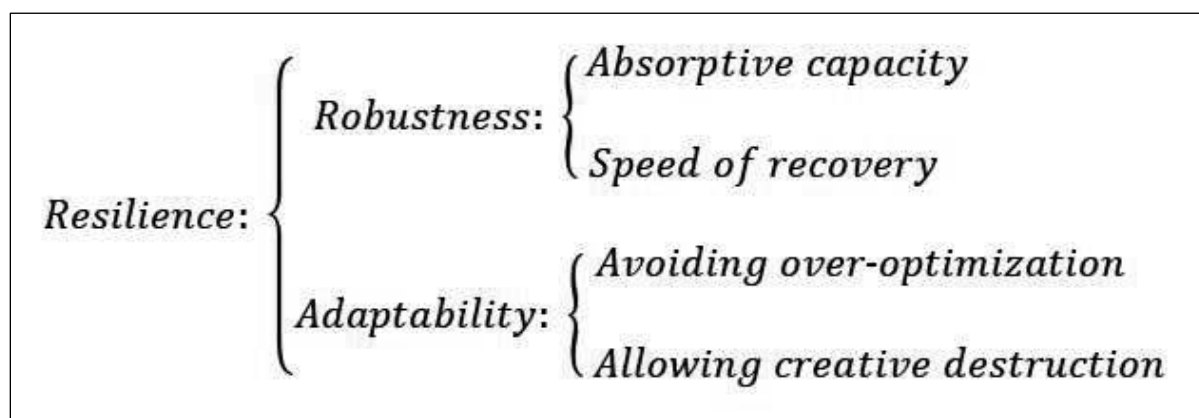 Resilience:
Robustness:
Absorptive capacity
Speed of recovery
Adaptability:
Avoiding over-optimization
Allowing creative destruction